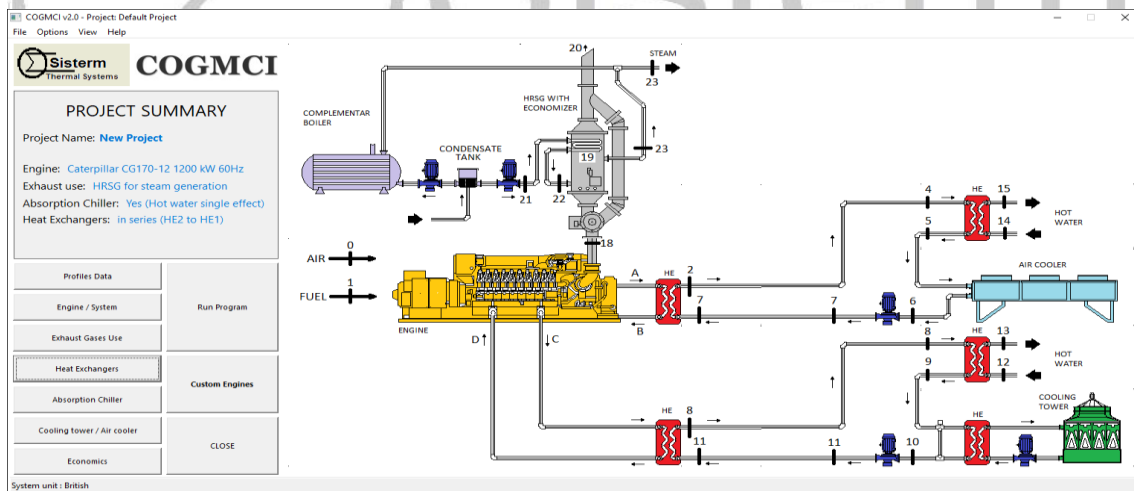 COGMCI v2.0 - Project: Default Project
File Options View Help
Sisterm
Thermal Systems
COGMCI
PROJECT SUMMARY
Project Name: New Project
Engine: Caterpillar CG170-12 1200 kW 60Hz
Exhaust use: HRSG for steam generation
Absorption Chiller: Yes (Hot water single effect)
Heat Exchangers: in series (HE2 to HE1)
Profiles Data
Engine / System
Run Program
Exhaust Gases Use
Heat Exchangers
Custom Engines
Absorption Chiller
Cooling tower / Air cooler
CLOSE
Economics
System unit : British
20
STEAM
23
HRSG WITH
ECONOMIZER
COMPLEMENTAR
BOILER
CONDENSATE
TANK
19
23
21
22
18
4
HE
15
5
14
HOT
WATER
AIR
0
FUEL
1
ENGINE
A
HE
2
B
7
7
6
AIR COOLER
D
C
8
HE
13
9
12
HOT
WATER
HE
8
11
11
10
HE
COOLING
TOWER